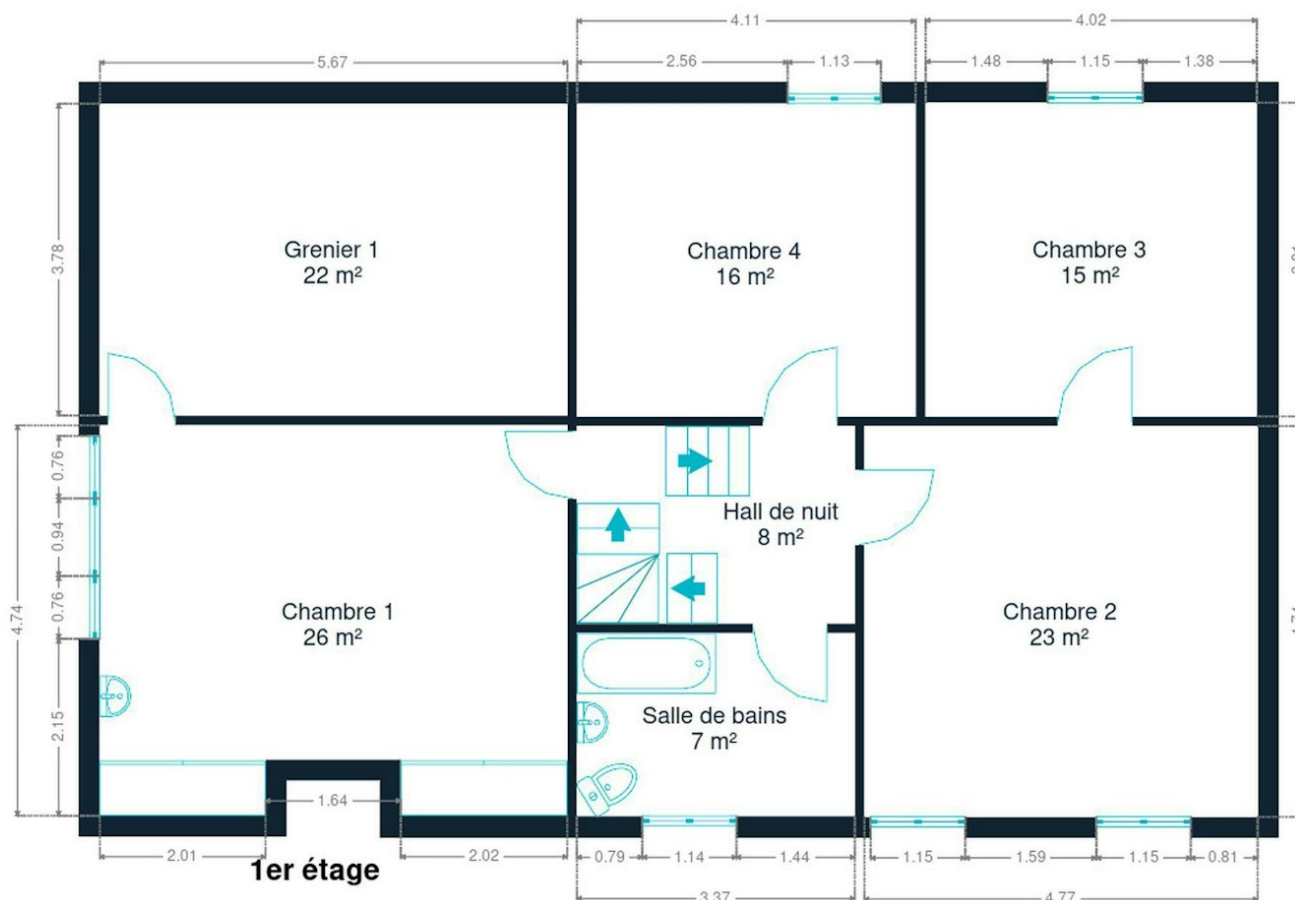 4.11
4.02
5.67
2.56
1.13
1.48
1.15
1.38
3.78
Grenier 1
22 m²
Chambre 4
16 m²
Chambre 3
15 m²
4.74
0.76
0.94
0.76
2.15
Hall de nuit
8 m²
Chambre 1
26 m²
Chambre 2
23 m²
Salle de bains
7 m²
1.64
2.01
2.02
0.79
1.14
1.44
1.15
1.59
1.15
0.81
1er étage
3.37
4.77